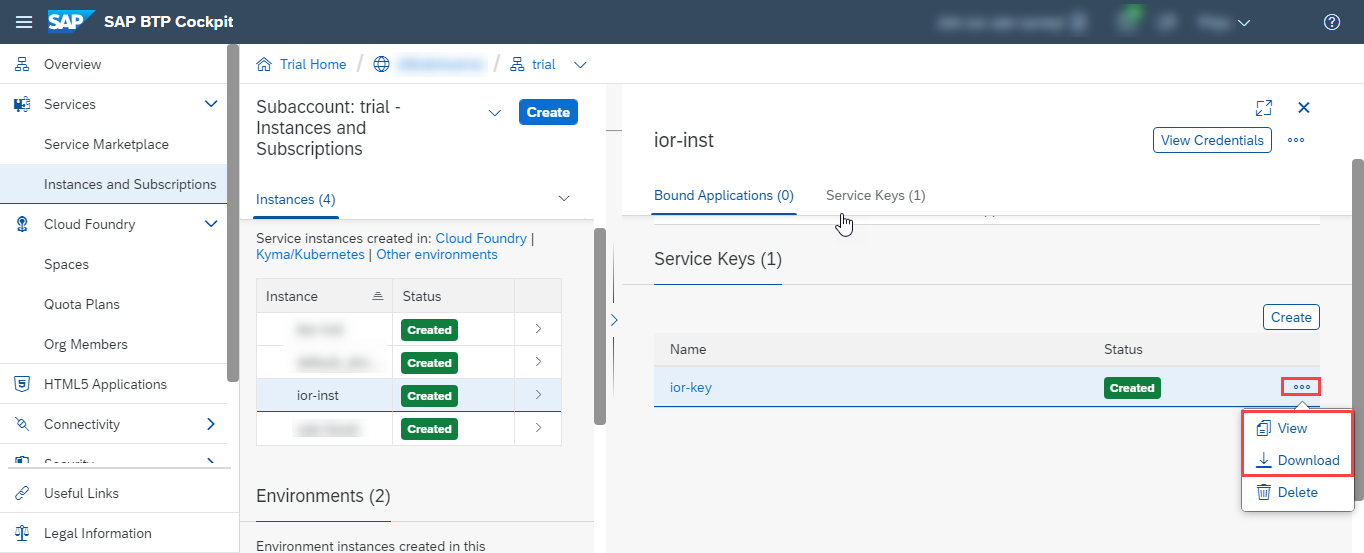 SAP SAP BTP Cockpit
Overview
Services
Service Marketplace
Instances and Subscriptions
Cloud Foundry
Spaces
Quota Plans
Org Members
HTML5 Applications
Connectivity
Security
Useful Links
Legal Information
Trial Home / / trial
Subaccount: trial -
Instances and
Subscriptions
Create
Instances (4)
Service instances created in: Cloud Foundry |
Kyma/Kubernetes | Other environments
Instance Status
Created
Created
ior-inst Created
Created
Environments (2)
Environment instances created in this
ior-inst
View Credentials
Bound Applications (0) Service Keys (1)
Service Keys (1)
Create
Name Status
ior-key Created
View
Download
Delete